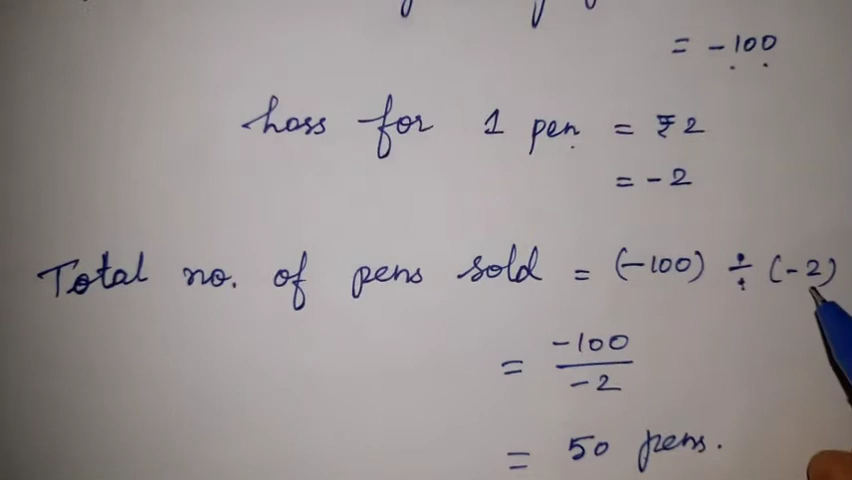 = -100
Loss for 1 pen = ₹2
= -2
Total no. of pens sold = (-100) ÷ (-2)
= -100/-2
= 50 pens.